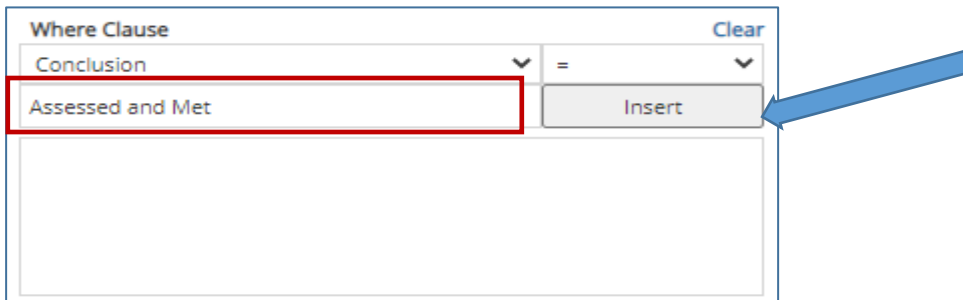 Where Clause Clear
Conclusion =
Assessed and Met Insert